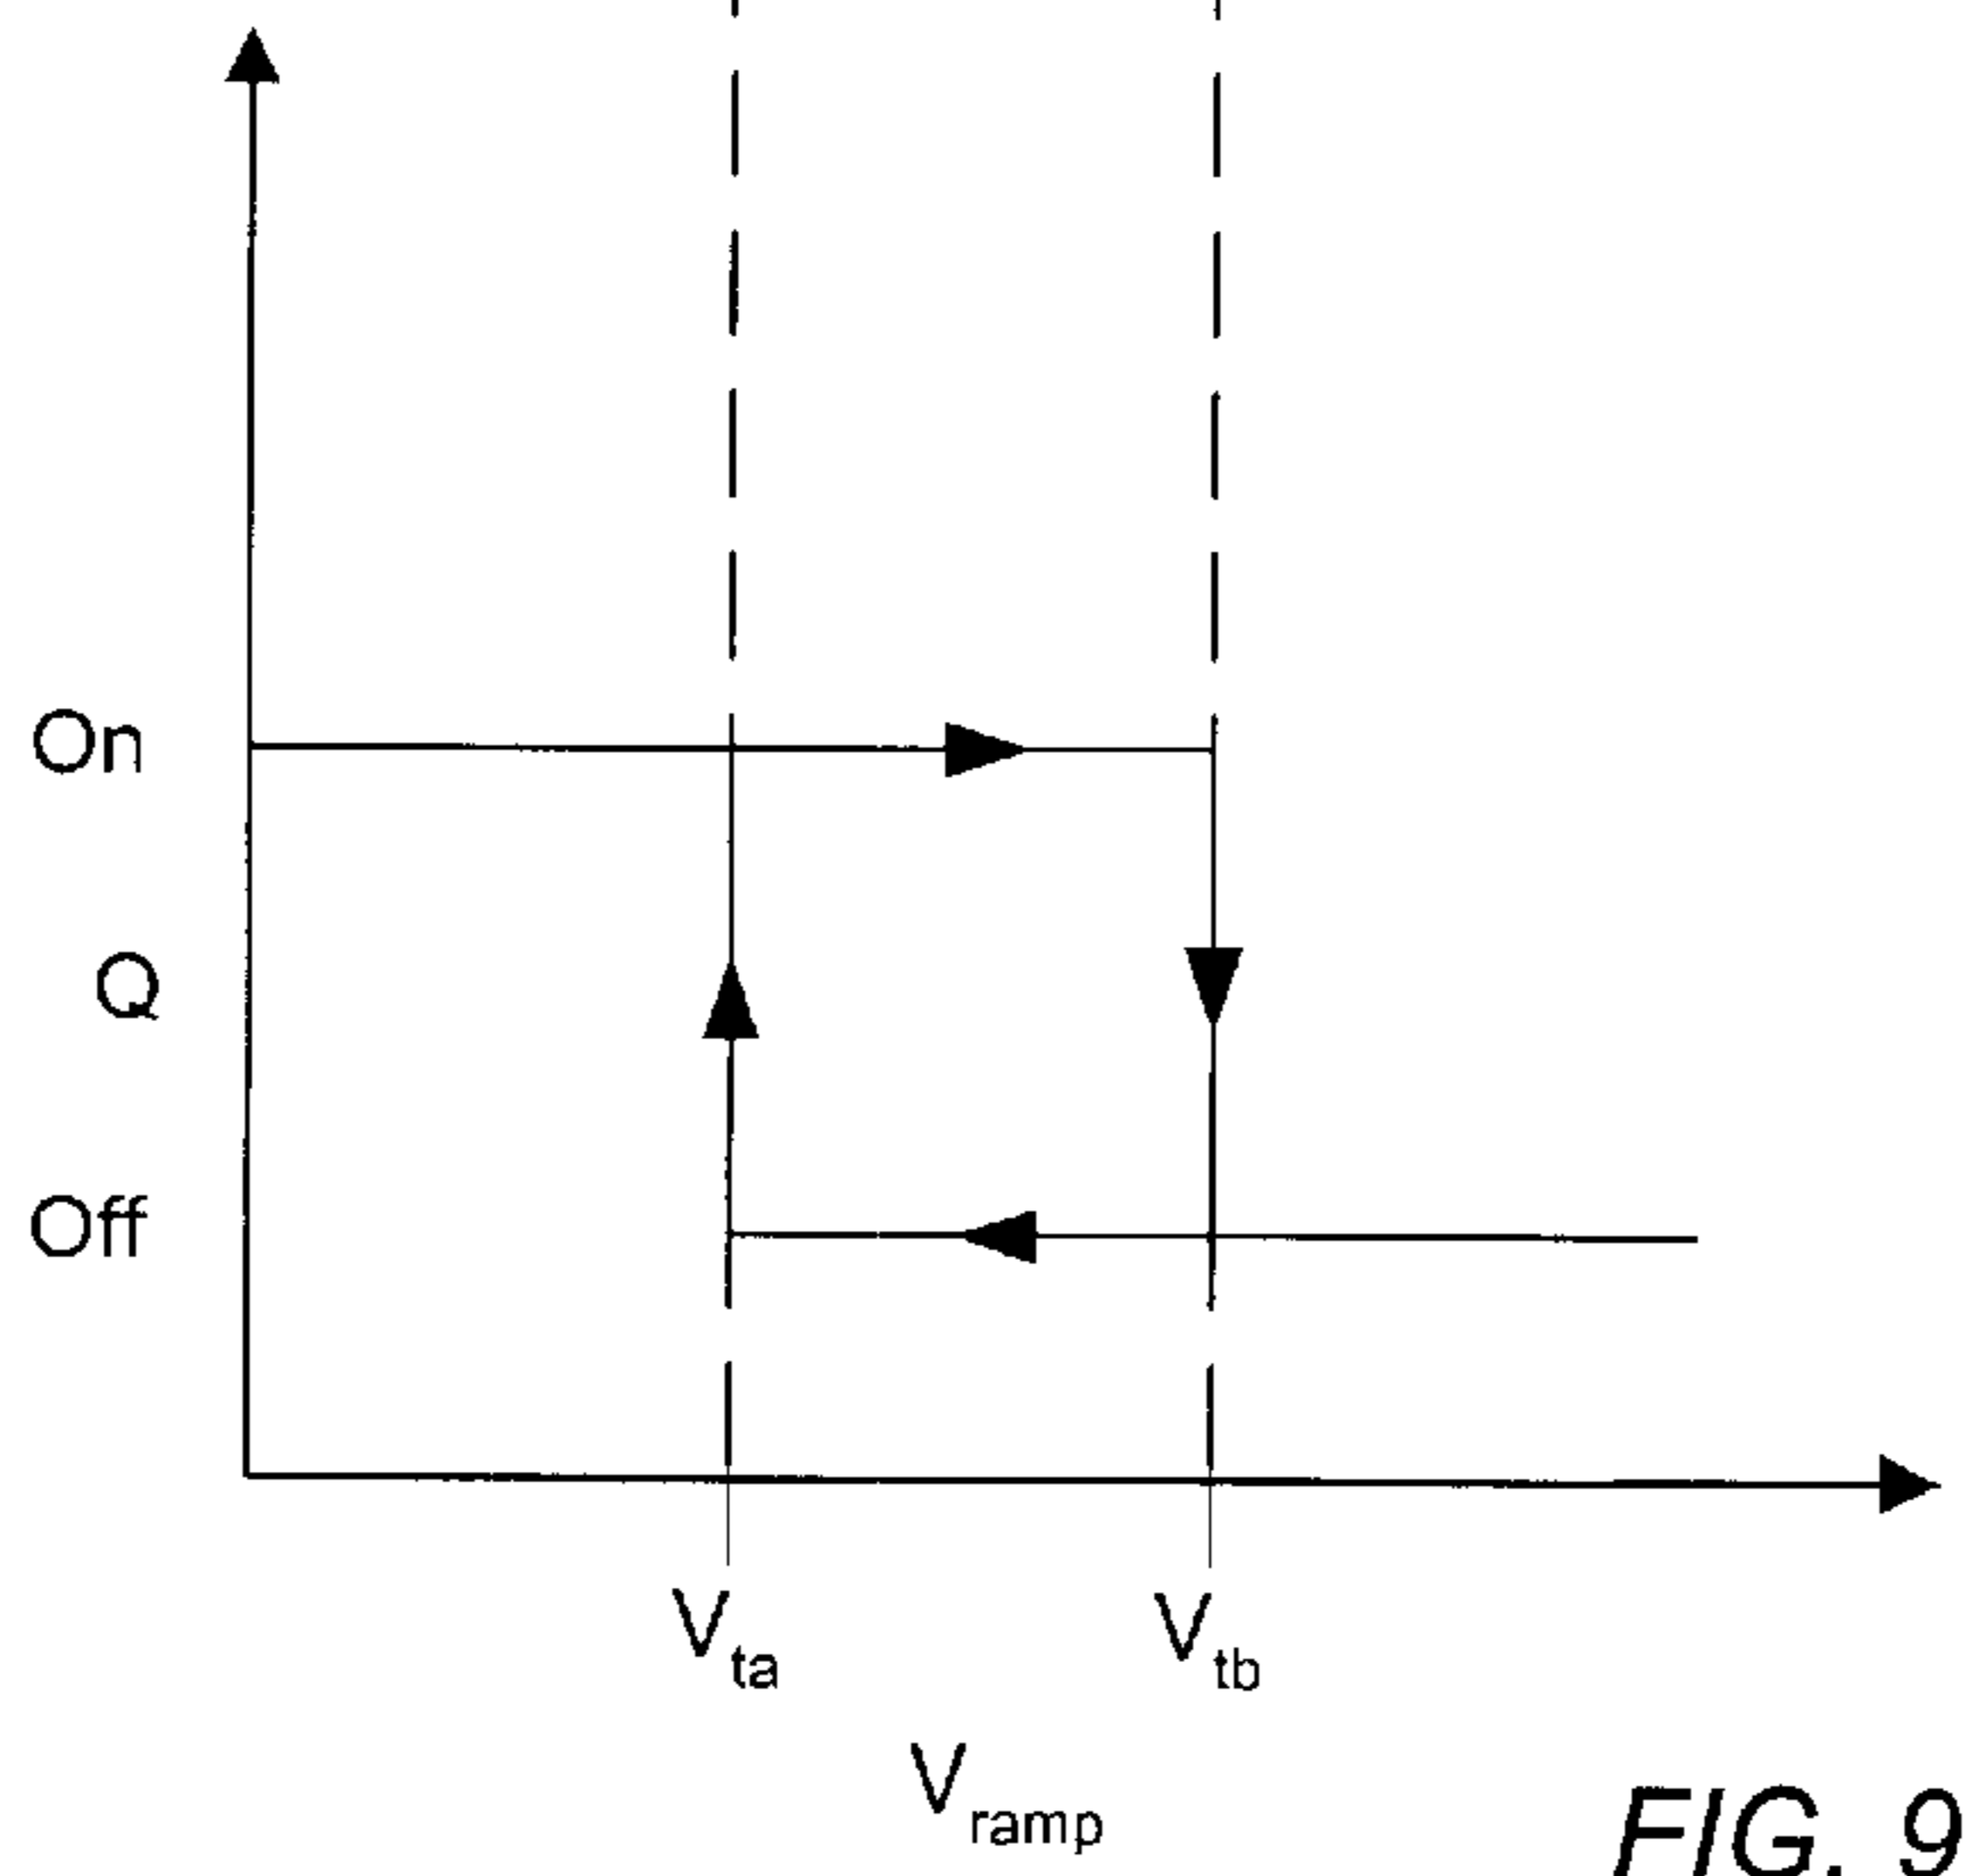 On
Q
Off
Vta
Vtb
Vramp
FIG. 9